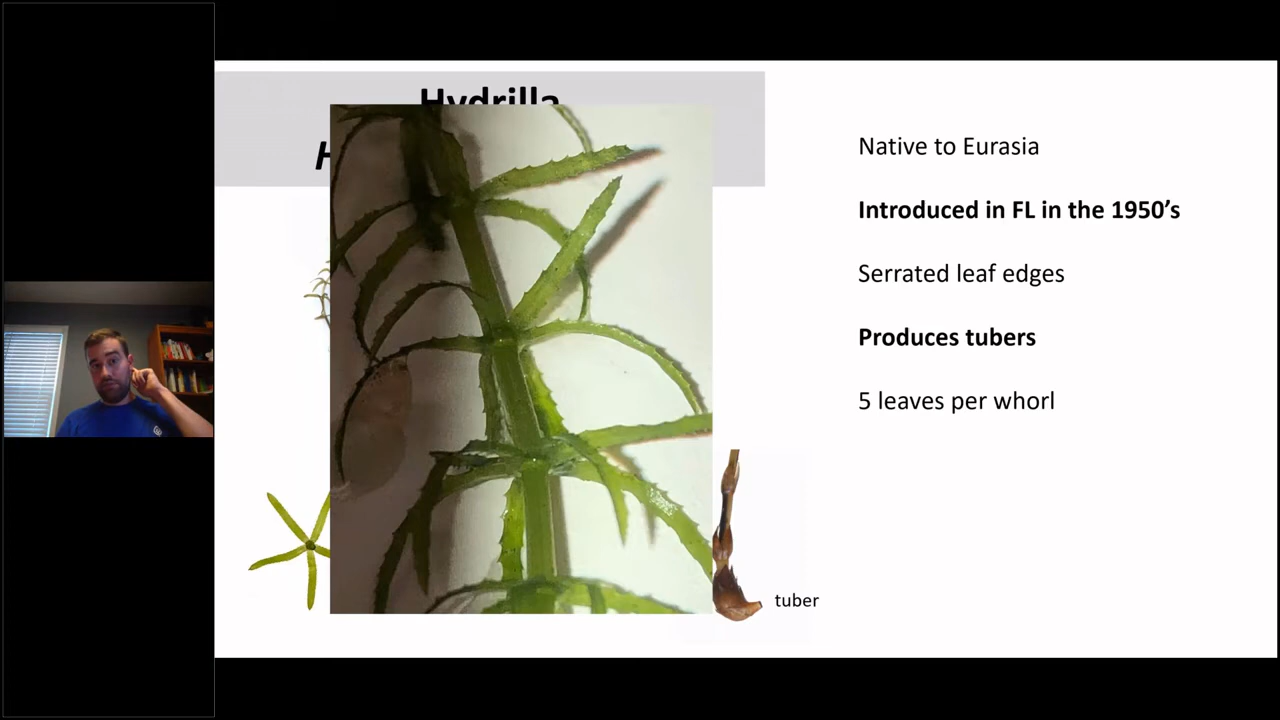 Hydrilla
Native to Eurasia
Introduced in FL in the 1950’s
Serrated leaf edges
Produces tubers
5 leaves per whorl
tuber